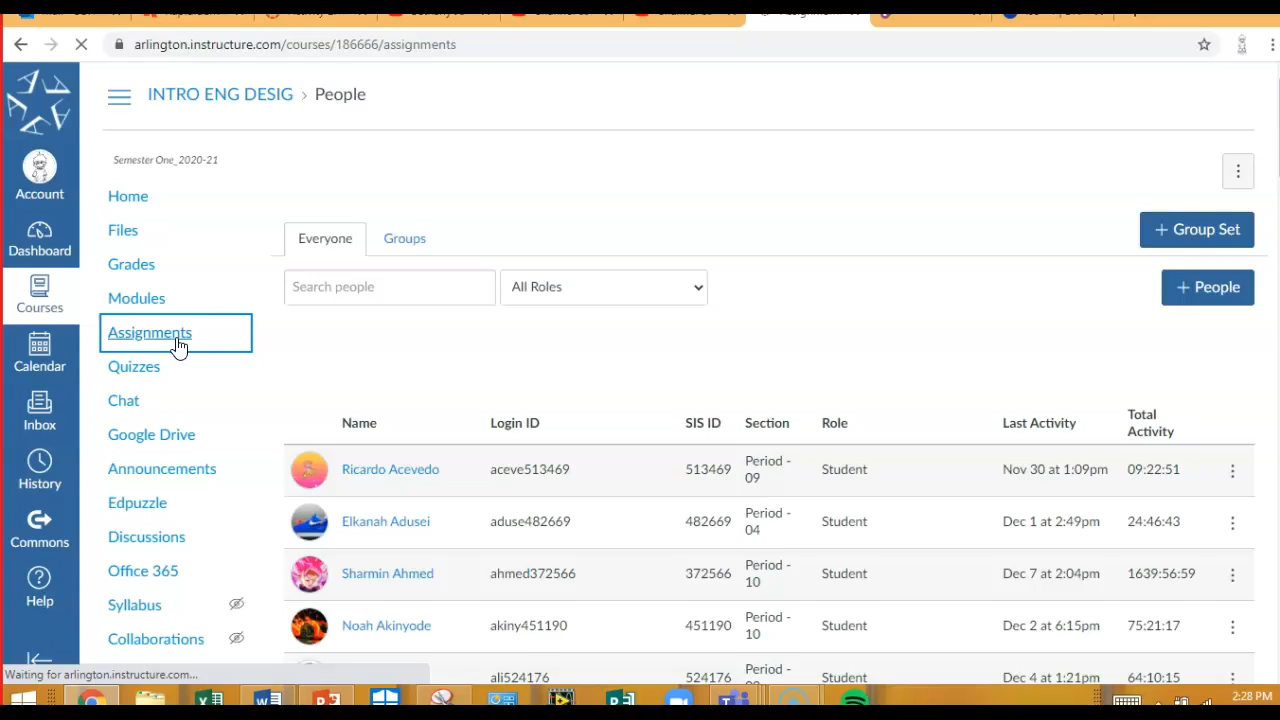 arlington.instructure.com/courses/186666/assignments
INTRO ENG DESIG › People
Semester One_2020-21
Account
Dashboard
Courses
Calendar
Inbox
History
Commons
Help
Home
Files
Grades
Modules
Assignments
Quizzes
Chat
Google Drive
Announcements
Edpuzzle
Discussions
Office 365
Syllabus
Collaborations
Everyone Groups
+ Group Set
Search people All Roles + People
Name Login ID SIS ID Section Role Last Activity Total Activity
Ricardo Acevedo aceve513469 513469 Period - 09 Student Nov 30 at 1:09pm 09:22:51
Elkanah Adusei aduse482669 482669 Period - 04 Student Dec 1 at 2:49pm 24:46:43
Sharmin Ahmed ahmed372566 372566 Period - 10 Student Dec 7 at 2:04pm 1639:56:59
Noah Akinyode akiny451190 451190 Period - 10 Student Dec 2 at 6:15pm 75:21:17
ali524176 524176 Period - Student Dec 4 at 1:21pm 64:10:15
Waiting for arlington.instructure.com...
2:28 PM